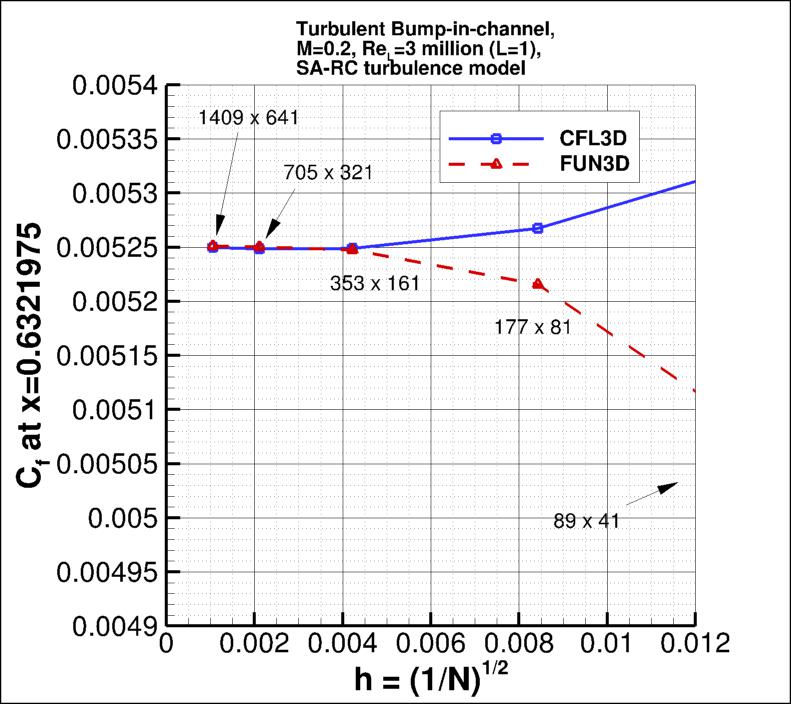 Turbulent Bump-in-channel,
M=0.2, Re_L=3 million (L=1),
SA-RC turbulence model
0.0054
0.00535
0.0053
0.00525
0.0052
0.00515
0.0051
0.00505
0.005
0.00495
0.0049
C_f at x=0.6321975
1409 x 641
705 x 321
353 x 161
177 x 81
89 x 41
CFL3D
FUN3D
0
0.002
0.004
0.006
0.008
0.01
0.012
h = (1/N)^1/2